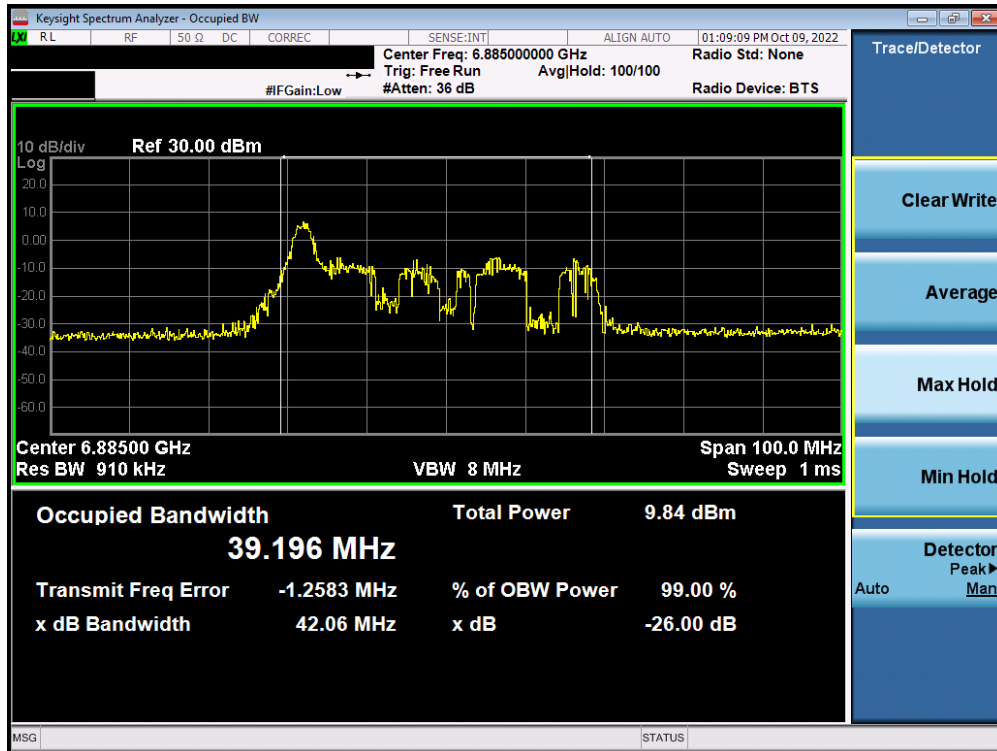 Keysight Spectrum Analyzer - Occupied BW
LXI RL RF 50 Ω DC CORREC SENSE:INT ALIGN AUTO 01:09:09 PM Oct 09, 2022
Center Freq: 6.885000000 GHz Radio Std: None
Trig: Free Run Avg|Hold: 100/100
#IFGain:Low #Atten: 36 dB Radio Device: BTS
10 dB/div Ref 30.00 dBm
Log
20.0
10.0
0.00
-10.0
-20.0
-30.0
-40.0
-50.0
-60.0
Center 6.88500 GHz Span 100.0 MHz
Res BW 910 kHz VBW 8 MHz Sweep 1 ms
Occupied Bandwidth Total Power 9.84 dBm
39.196 MHz
Transmit Freq Error -1.2583 MHz % of OBW Power 99.00 %
x dB Bandwidth 42.06 MHz x dB -26.00 dB
MSG STATUS
Trace/Detector
Clear Write
Average
Max Hold
Min Hold
Detector
Peak▶
Auto Man